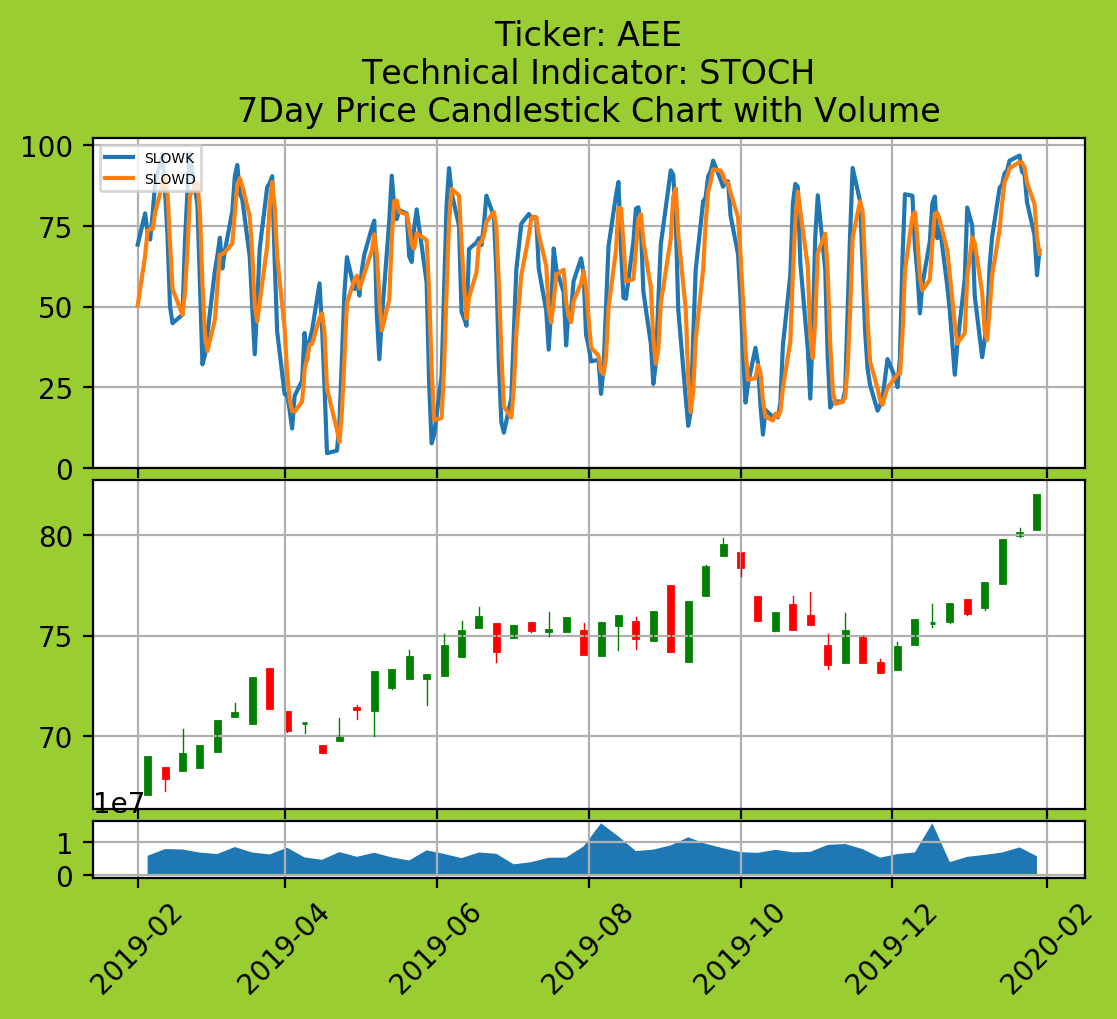 Ticker: AEE
Technical Indicator: STOCH
7Day Price Candlestick Chart with Volume
100
75
50
25
0
SLOWK
SLOWD
80
75
70
1e7
1
0
2019-02
2019-04
2019-06
2019-08
2019-10
2019-12
2020-02